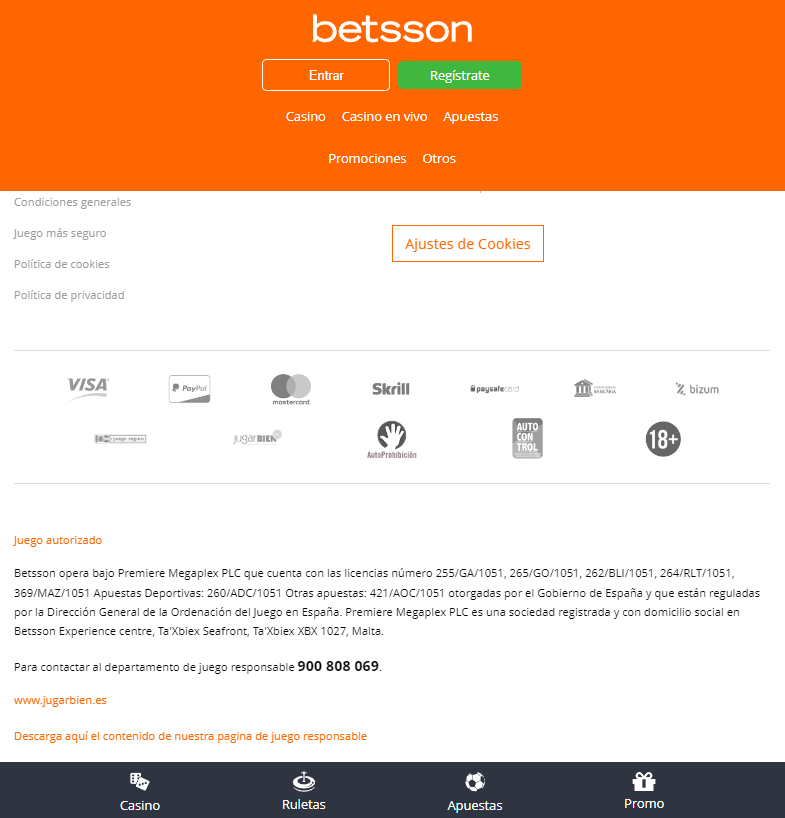 betsson
Entrar
Regístrate
Casino
Casino en vivo
Apuestas
Promociones
Otros
Condiciones generales
Juego más seguro
Política de cookies
Política de privacidad
Ajustes de Cookies
VISA
PayPal
mastercard
Skrill
paysafecard
BANCARIA
bizum
juego seguro
jugarBIEN
AutoProhibición
AUTO
CON
TROL
18+
Juego autorizado
Betsson opera bajo Premiere Megaplex PLC que cuenta con las licencias número 255/GA/1051, 265/GO/1051, 262/BLI/1051, 264/RLT/1051,
369/MAZ/1051 Apuestas Deportivas: 260/ADC/1051 Otras apuestas: 421/AOC/1051 otorgadas por el Gobierno de España y que están reguladas
por la Dirección General de la Ordenación del Juego en España. Premiere Megaplex PLC es una sociedad registrada y con domicilio social en
Betsson Experience centre, Ta'Xbiex Seafront, Ta'Xbiex XBX 1027, Malta.
Para contactar al departamento de juego responsable 900 808 069.
www.jugarbien.es
Descarga aquí el contenido de nuestra pagina de juego responsable
Casino
Ruletas
Apuestas
Promo